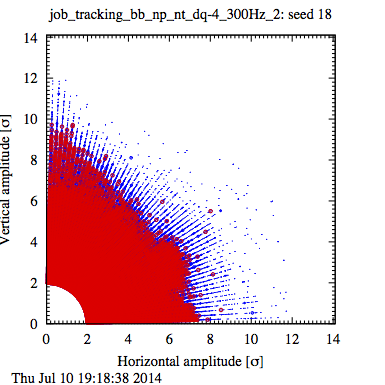 job_tracking_bb_np_nt_dq-4_300Hz_2: seed 18
14
12
10
8
6
4
2
0
Vertical amplitude [σ]
0 2 4 6 8 10 12 14
Horizontal amplitude [σ]
Thu Jul 10 19:18:38 2014